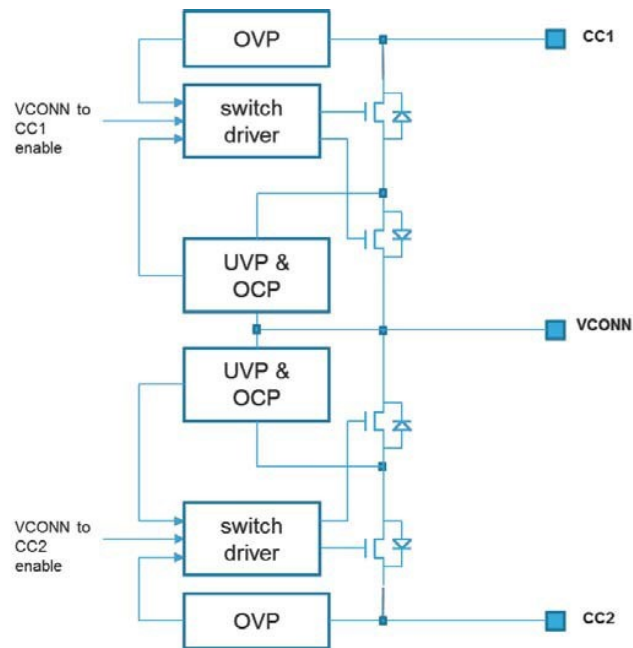 OVP
CC1
VCONN to
CC1
enable
switch
driver
UVP &
OCP
VCONN
UVP &
OCP
VCONN to
CC2
enable
switch
driver
OVP
CC2